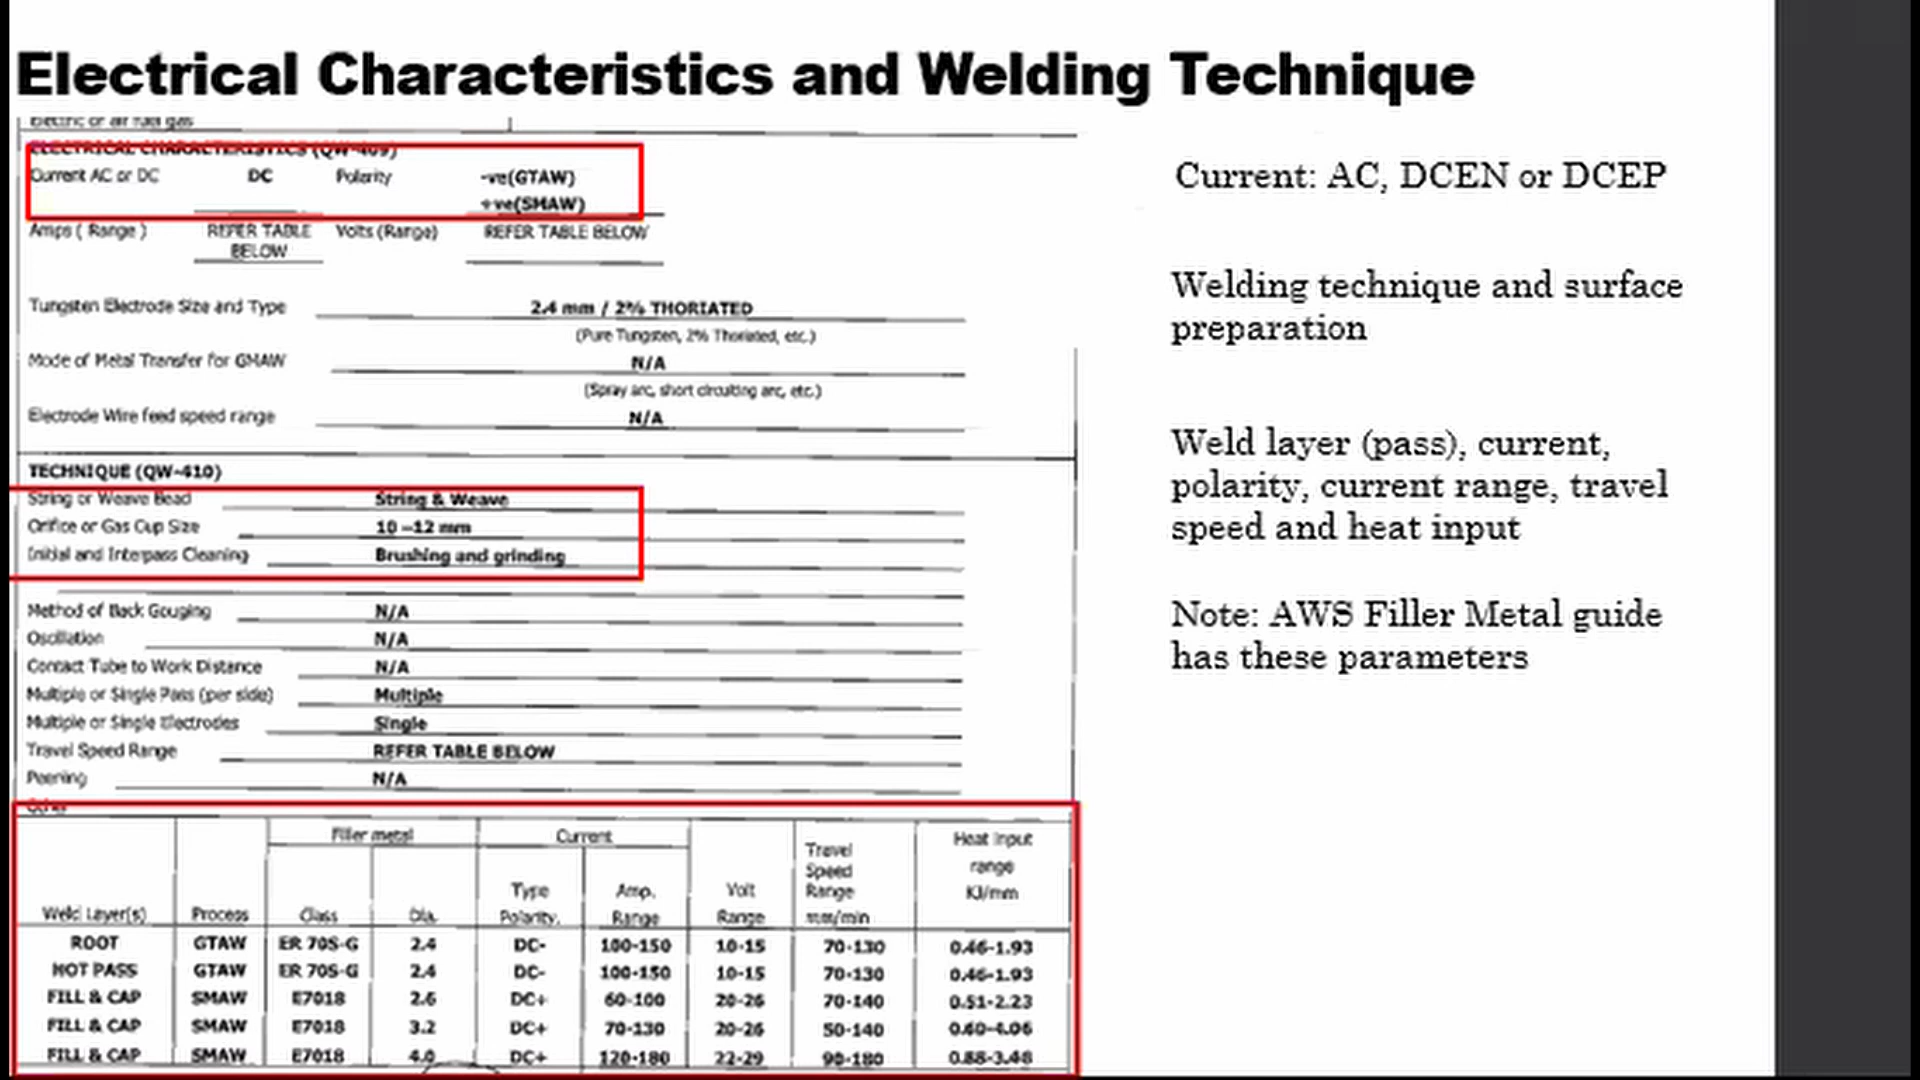 Electrical Characteristics and Welding Technique
Electric or air fuel gas
ELECTRICAL CHARACTERISTICS (QW-409)
Current AC or DC DC Polarity -ve(GTAW)
+ve(SMAW)
Amps ( Range ) REFER TABLE BELOW Volts (Range) REFER TABLE BELOW
Tungsten Electrode Size and Type 2.4 mm / 2% THORIATED
(Pure Tungsten, 2% Thoriated, etc.)
Mode of Metal Transfer for GMAW N/A
(Spray arc, short circuiting arc, etc.)
Electrode Wire feed speed range N/A
TECHNIQUE (QW-410)
String or Weave Bead String & Weave
Orifice or Gas Cup Size 10 –12 mm
Initial and Interpass Cleaning Brushing and grinding
Method of Back Gouging N/A
Oscillation N/A
Contact Tube to Work Distance N/A
Multiple or Single Pass (per side) Multiple
Multiple or Single Electrodes Single
Travel Speed Range REFER TABLE BELOW
Peening N/A
Other
Filler metal Current
Weld Layer(s) Process Class Dia. Type Polarity. Amp. Range Volt Range Travel Speed Range mm/min Heat Input range KJ/mm
ROOT GTAW ER 70S-G 2.4 DC- 100-150 10-15 70-130 0.46-1.93
HOT PASS GTAW ER 70S-G 2.4 DC- 100-150 10-15 70-130 0.46-1.93
FILL & CAP SMAW E7018 2.6 DC+ 60-100 20-26 70-140 0.51-2.23
FILL & CAP SMAW E7018 3.2 DC+ 70-130 20-26 50-140 0.60-4.06
FILL & CAP SMAW E7018 4.0 DC+ 120-180 22-29 90-180 0.88-3.48
Current: AC, DCEN or DCEP
Welding technique and surface
preparation
Weld layer (pass), current,
polarity, current range, travel
speed and heat input
Note: AWS Filler Metal guide
has these parameters